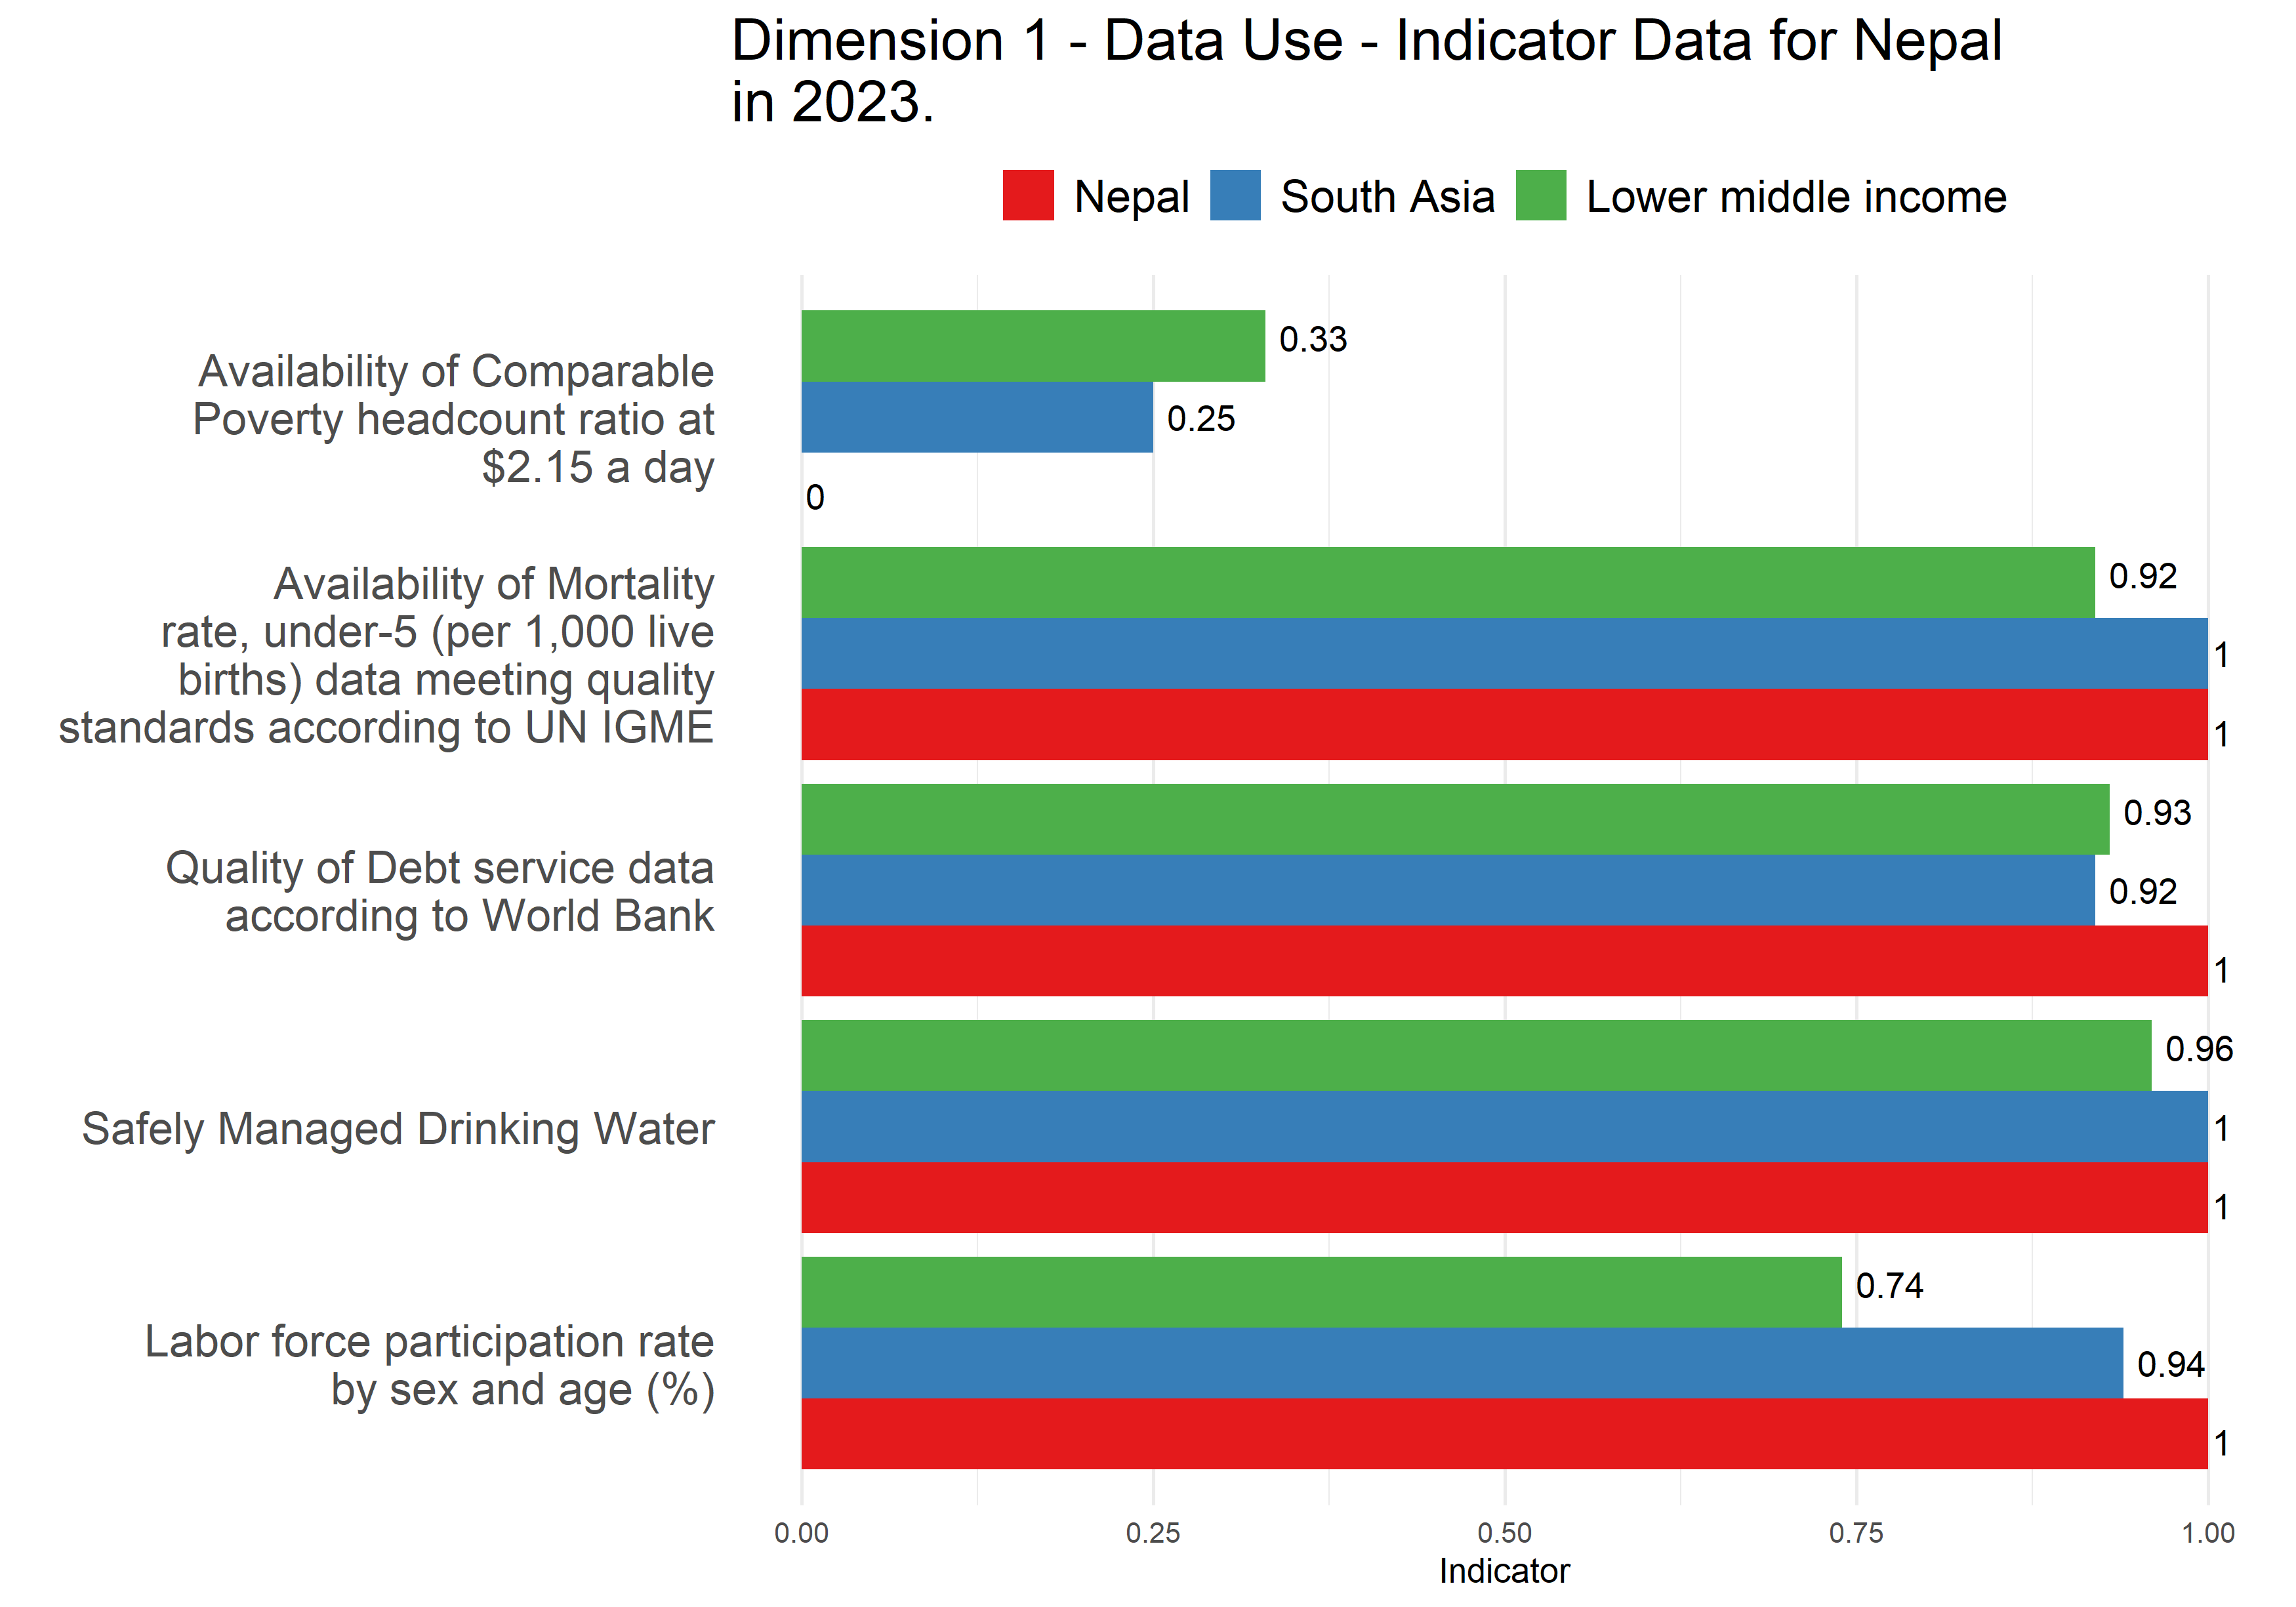 Dimension 1 - Data Use - Indicator Data for Nepal
in 2023.
Nepal South Asia Lower middle income
Availability of Comparable
Poverty headcount ratio at
$2.15 a day
0.33
0.25
0
Availability of Mortality
rate, under-5 (per 1,000 live
births) data meeting quality
standards according to UN IGME
0.92
1
1
Quality of Debt service data
according to World Bank
0.93
0.92
1
Safely Managed Drinking Water
0.96
1
1
Labor force participation rate
by sex and age (%)
0.74
0.94
1
0.00 0.25 0.50 0.75 1.00
Indicator